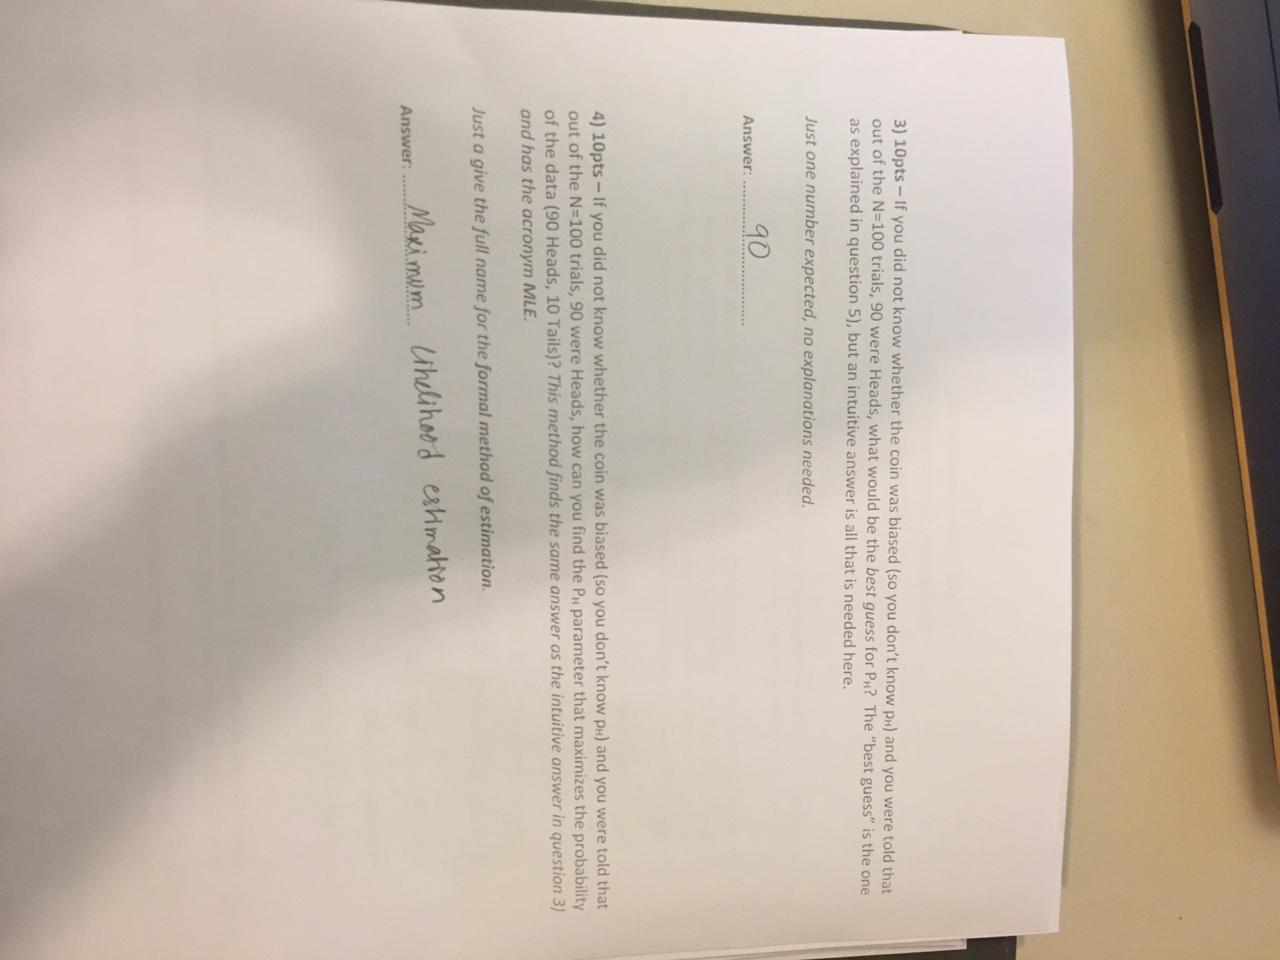 3) 10pts – If you did not know whether the coin was biased (so you don't know pH) and you were told that
out of the N=100 trials, 90 were Heads, what would be the best guess for PH? The "best guess" is the one
as explained in question 5), but an intuitive answer is all that is needed here.
Just one number expected, no explanations needed.
Answer: ........90........
4) 10pts – If you did not know whether the coin was biased (so you don't know pH) and you were told that
out of the N=100 trials, 90 were Heads, how can you find the PH parameter that maximizes the probability
of the data (90 Heads, 10 Tails)? This method finds the same answer as the intuitive answer in question 3)
and has the acronym MLE.
Just a give the full name for the formal method of estimation.
Answer: ......Maximum... Likelihood estimation